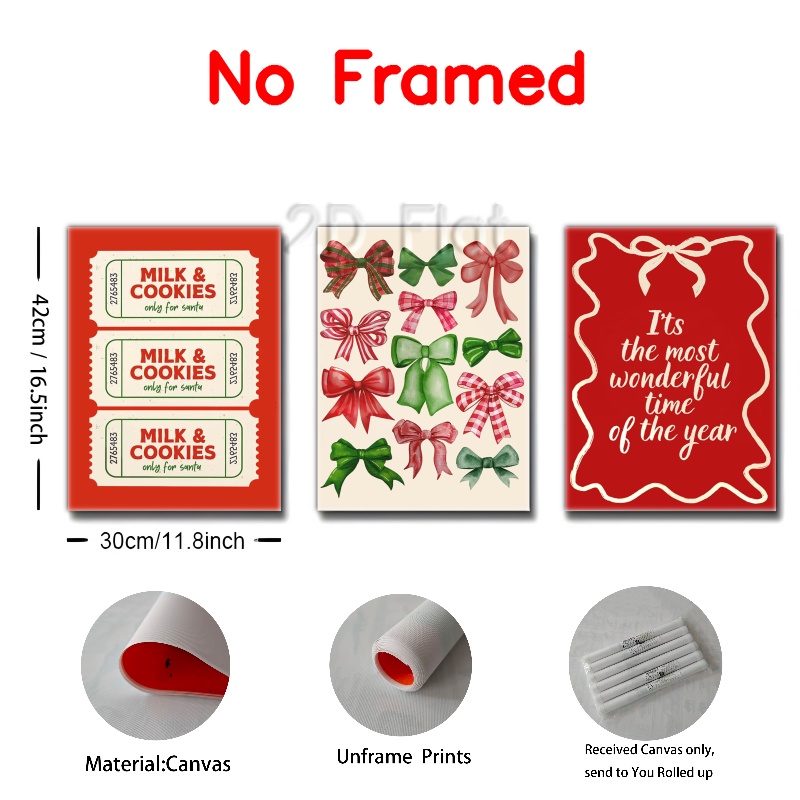 No Framed
2D Flat
42cm / 16.5inch
MILK &
COOKIES
only for santa
2765483
2765483
MILK &
COOKIES
only for santa
2765483
2765483
MILK &
COOKIES
only for santa
2765483
2765483
It's
the most
wonderful
time
of the year
30cm/11.8inch
Material:Canvas
Unframe Prints
Received Canvas only,
send to You Rolled up